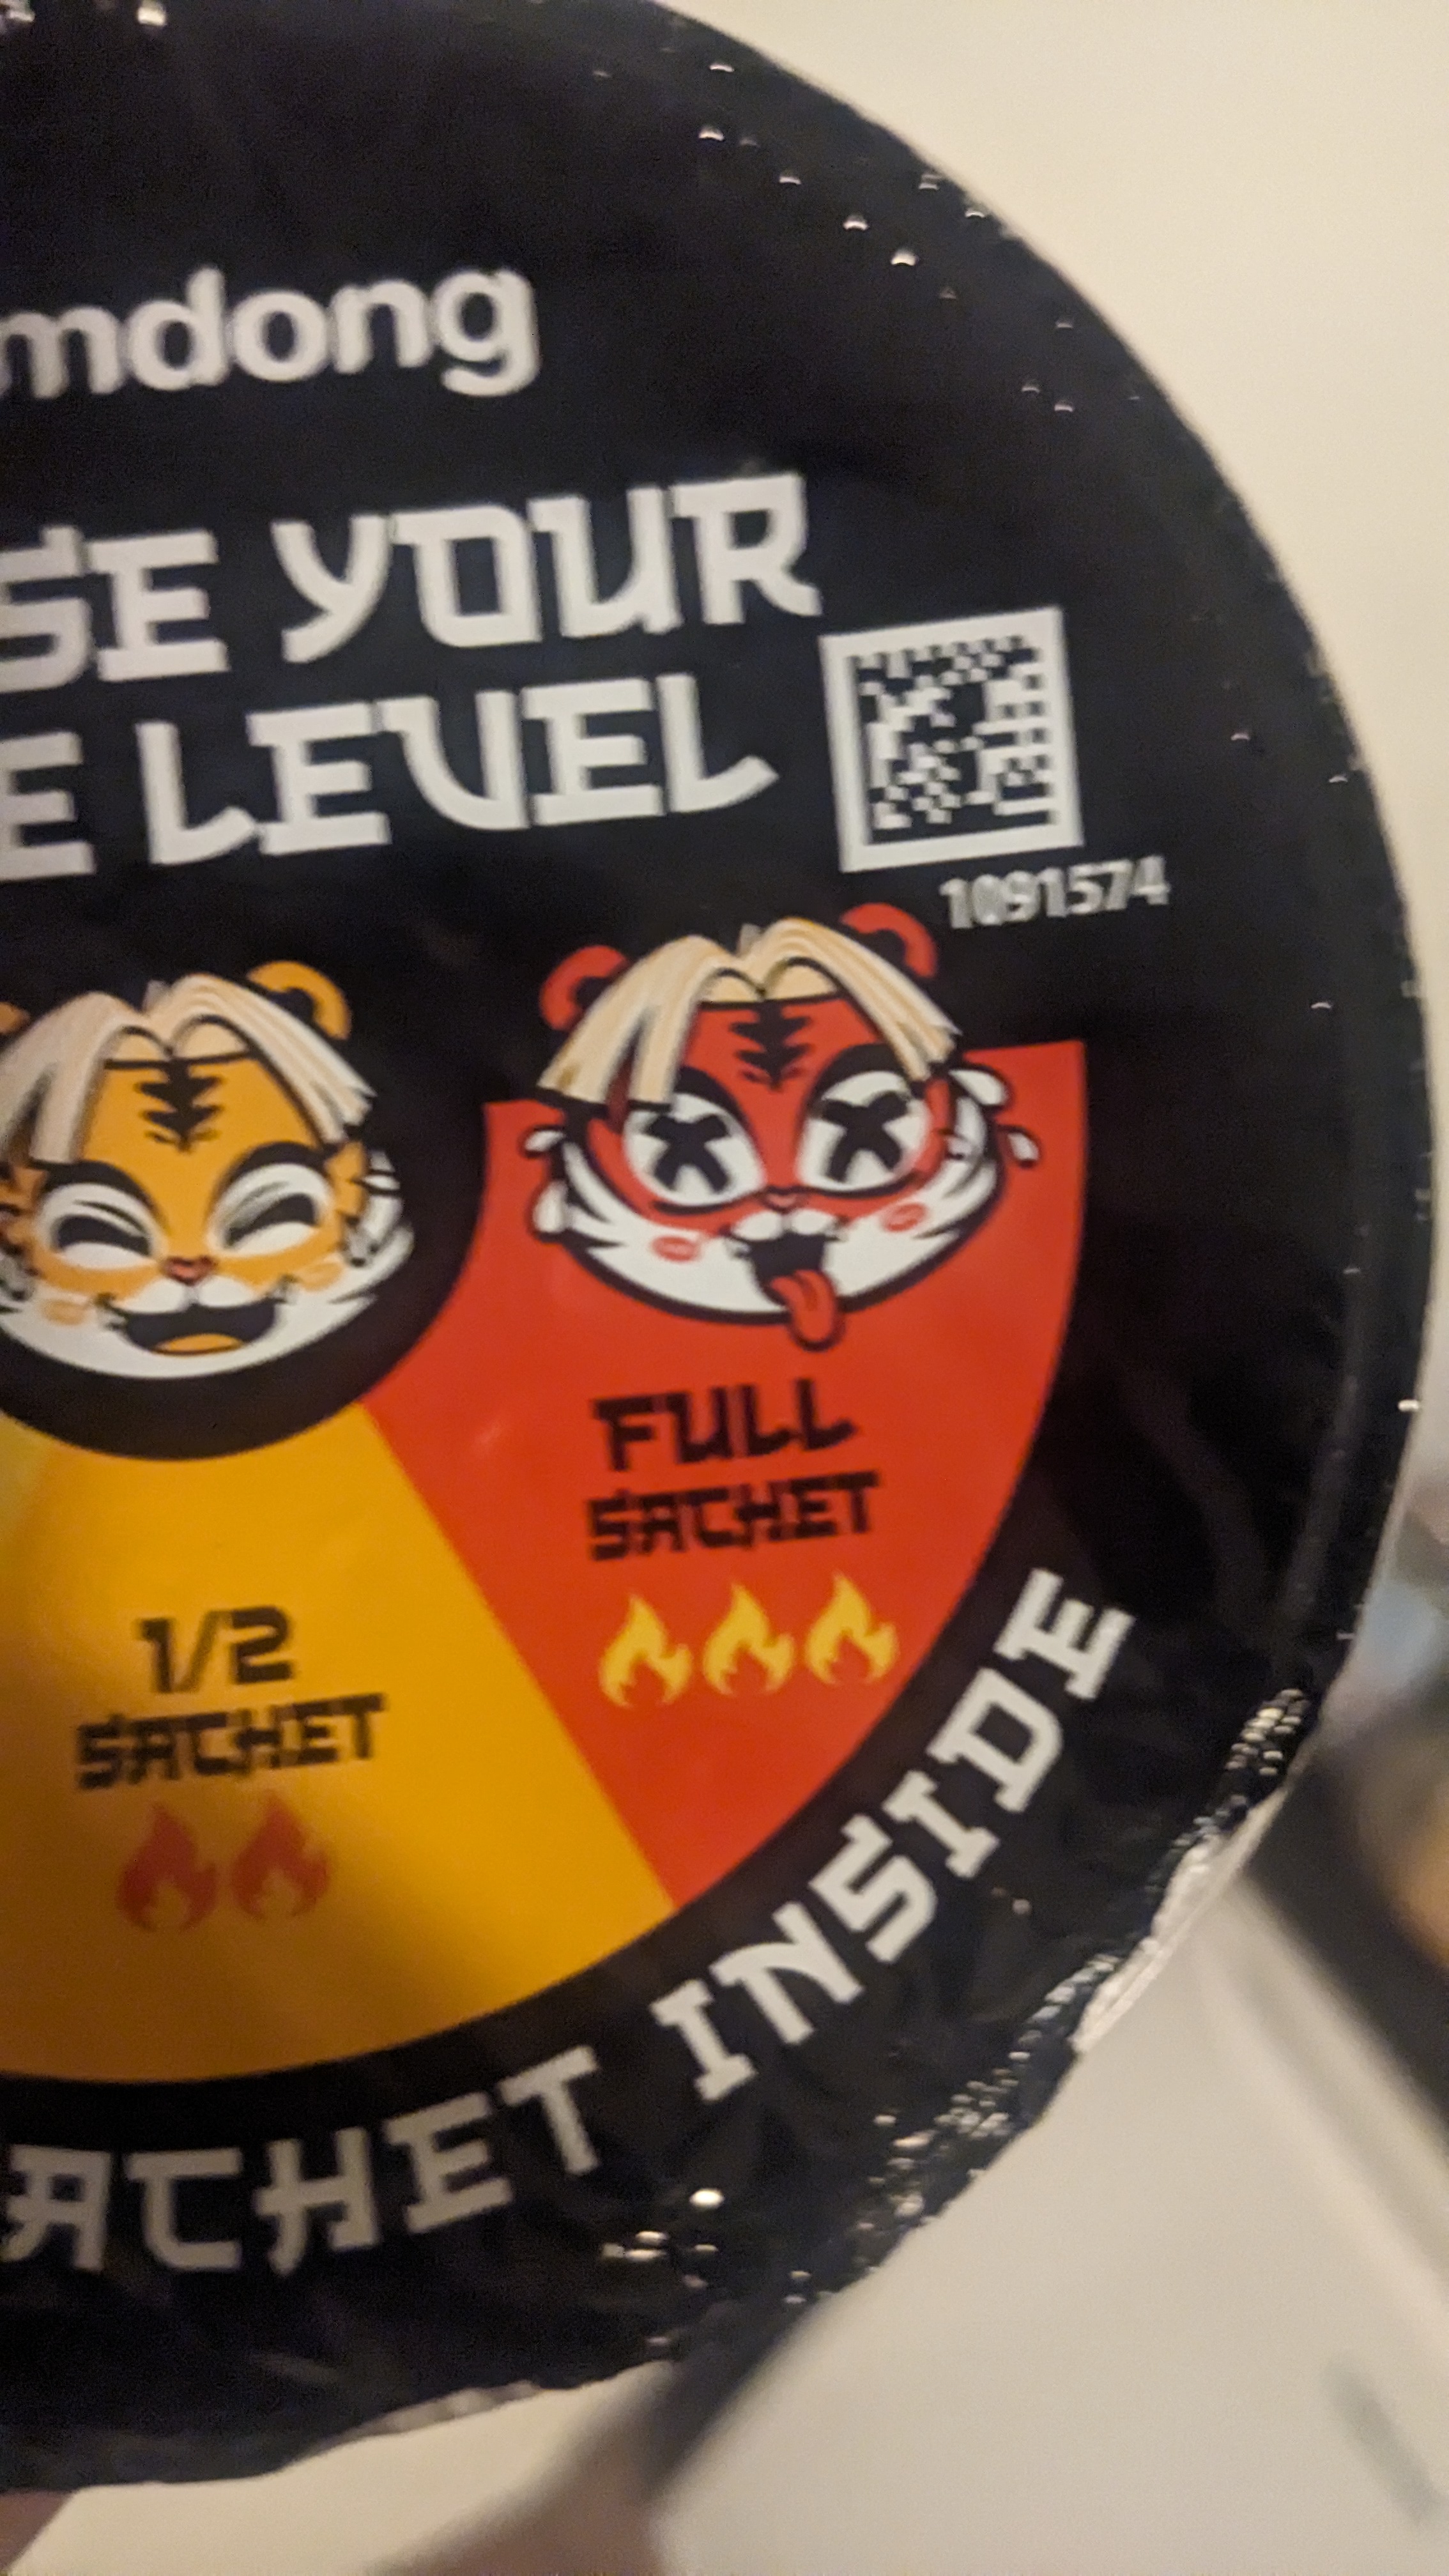 mdong
SE YOUR
E LEVEL
1091574
FULL
SACHET
1/2
SACHET
ACHET INSIDE